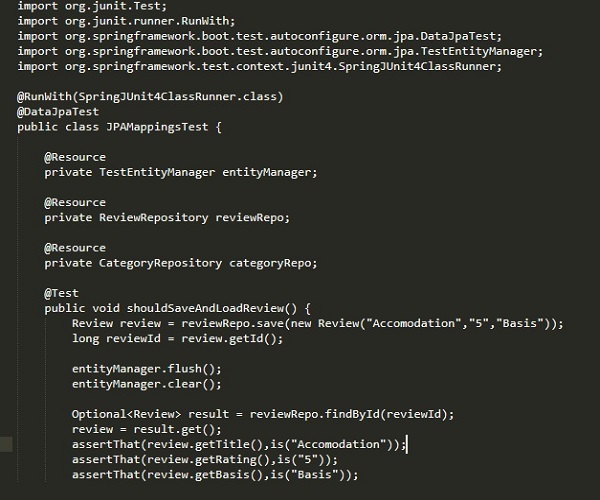 import org.junit.Test;
import org.junit.runner.RunWith;
import org.springframework.boot.test.autoconfigure.orm.jpa.DataJpaTest;
import org.springframework.boot.test.autoconfigure.orm.jpa.TestEntityManager;
import org.springframework.test.context.junit4.SpringJUnit4ClassRunner;
@RunWith(SpringJUnit4ClassRunner.class)
@DataJpaTest
public class JPAMappingsTest {
@Resource
private TestEntityManager entityManager;
@Resource
private ReviewRepository reviewRepo;
@Resource
private CategoryRepository categoryRepo;
@Test
public void shouldSaveAndLoadReview() {
Review review = reviewRepo.save(new Review("Accomodation","5","Basis"));
long reviewId = review.getId();
entityManager.flush();
entityManager.clear();
Optional<Review> result = reviewRepo.findById(reviewId);
review = result.get();
assertThat(review.getTitle(),is("Accomodation"));
assertThat(review.getRating(),is("5"));
assertThat(review.getBasis(),is("Basis"));